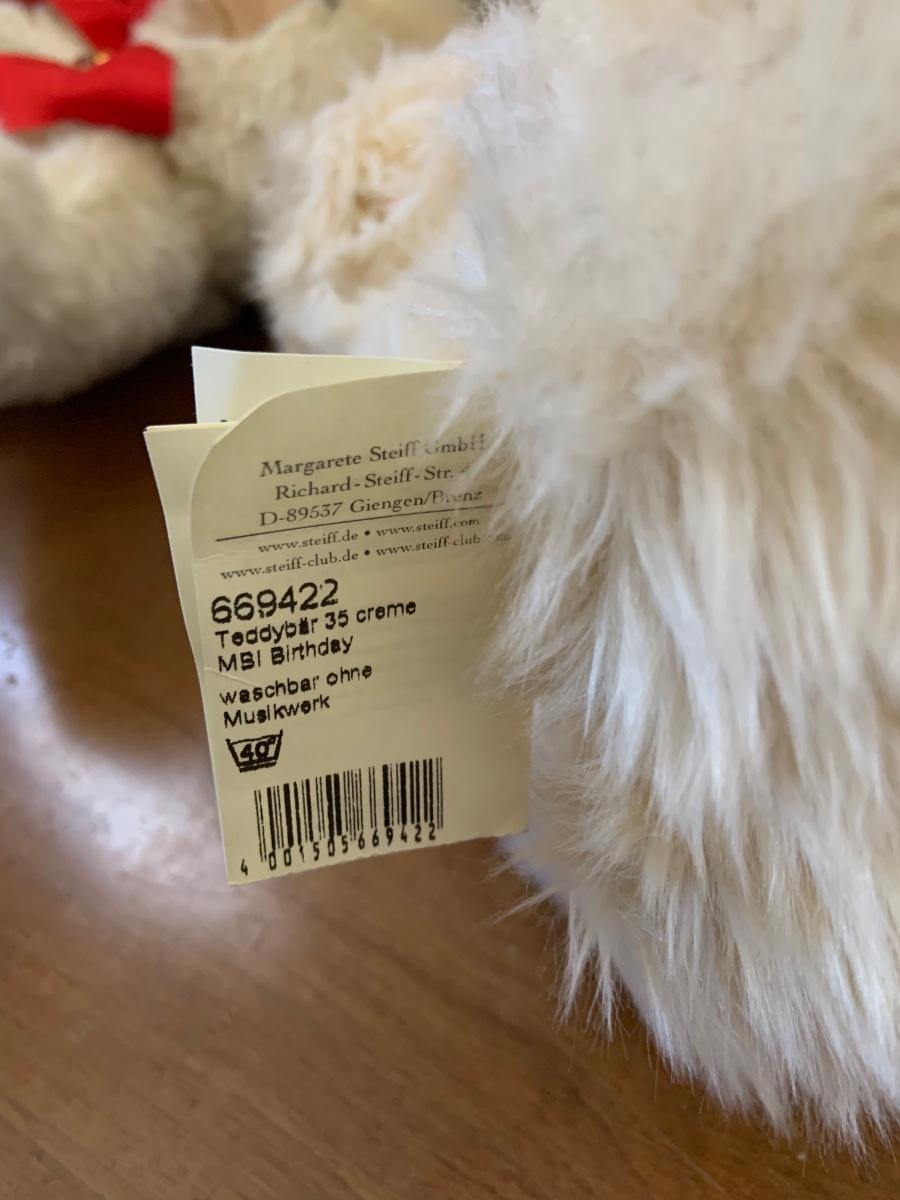 Margarete Steiff GmbH
Richard-Steiff-Str.
D-89537 Giengen/Brenz
www.steiff.de • www.steiff.com
www.steiff-club.de • www.steiff-club
669422
Teddybär 35 creme
MBI Birthday
waschbar ohne
Musikwerk
40°
4 001505 669422